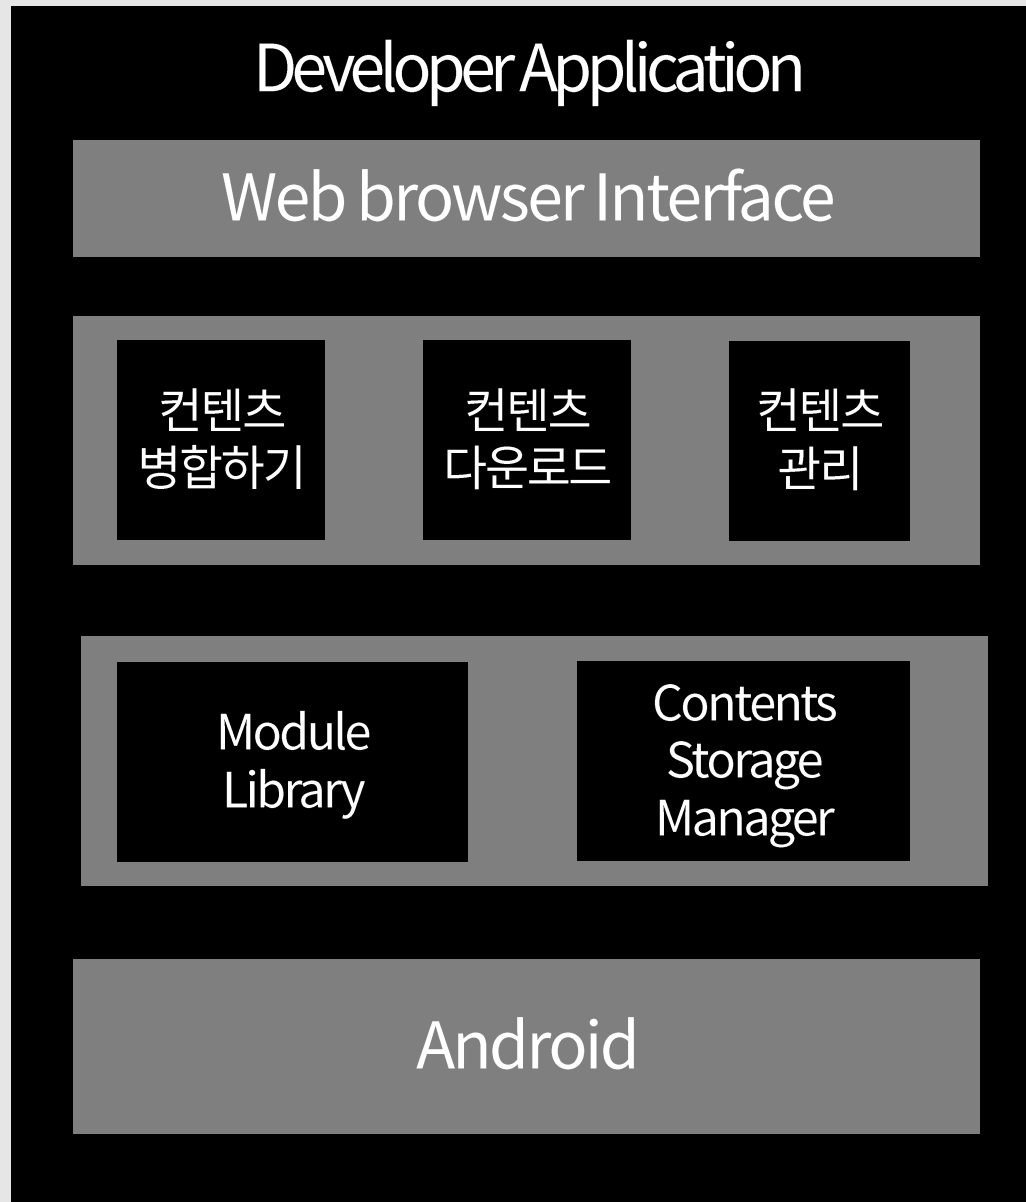 Developer Application
Web browser Interface
컨텐츠
병합하기
컨텐츠
다운로드
컨텐츠
관리
Module
Library
Contents
Storage
Manager
Android